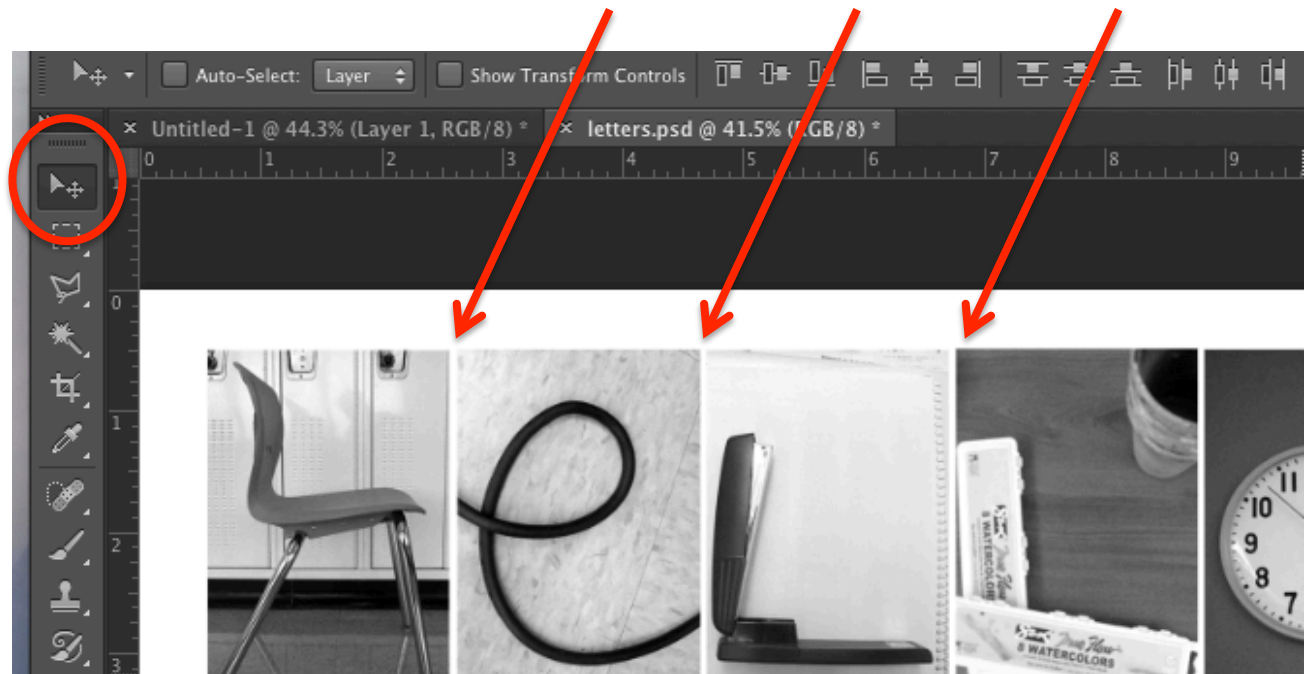 Auto-Select: Layer Show Transform Controls
× Untitled-1 @ 44.3% (Layer 1, RGB/8) * × letters.psd @ 41.5% (RGB/8) *
0 1 2 3 4 5 6 7 8 9
0
1
2
3
8 WATERCOLORS
8 WATERCOLORS
11
10
9
8
7